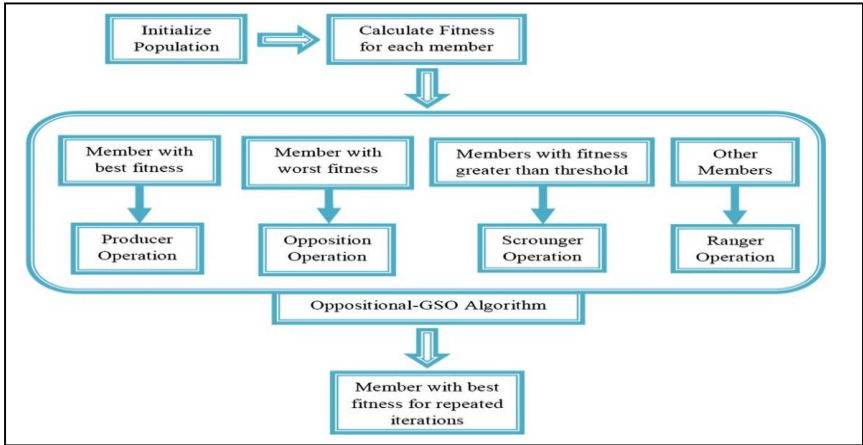 Initialize
Population
Calculate Fitness
for each member
Member with
best fitness
Member with
worst fitness
Members with fitness
greater than threshold
Other
Members
Producer
Operation
Opposition
Operation
Scrounger
Operation
Ranger
Operation
Oppositional-GSO Algorithm
Member with best
fitness for repeated
iterations